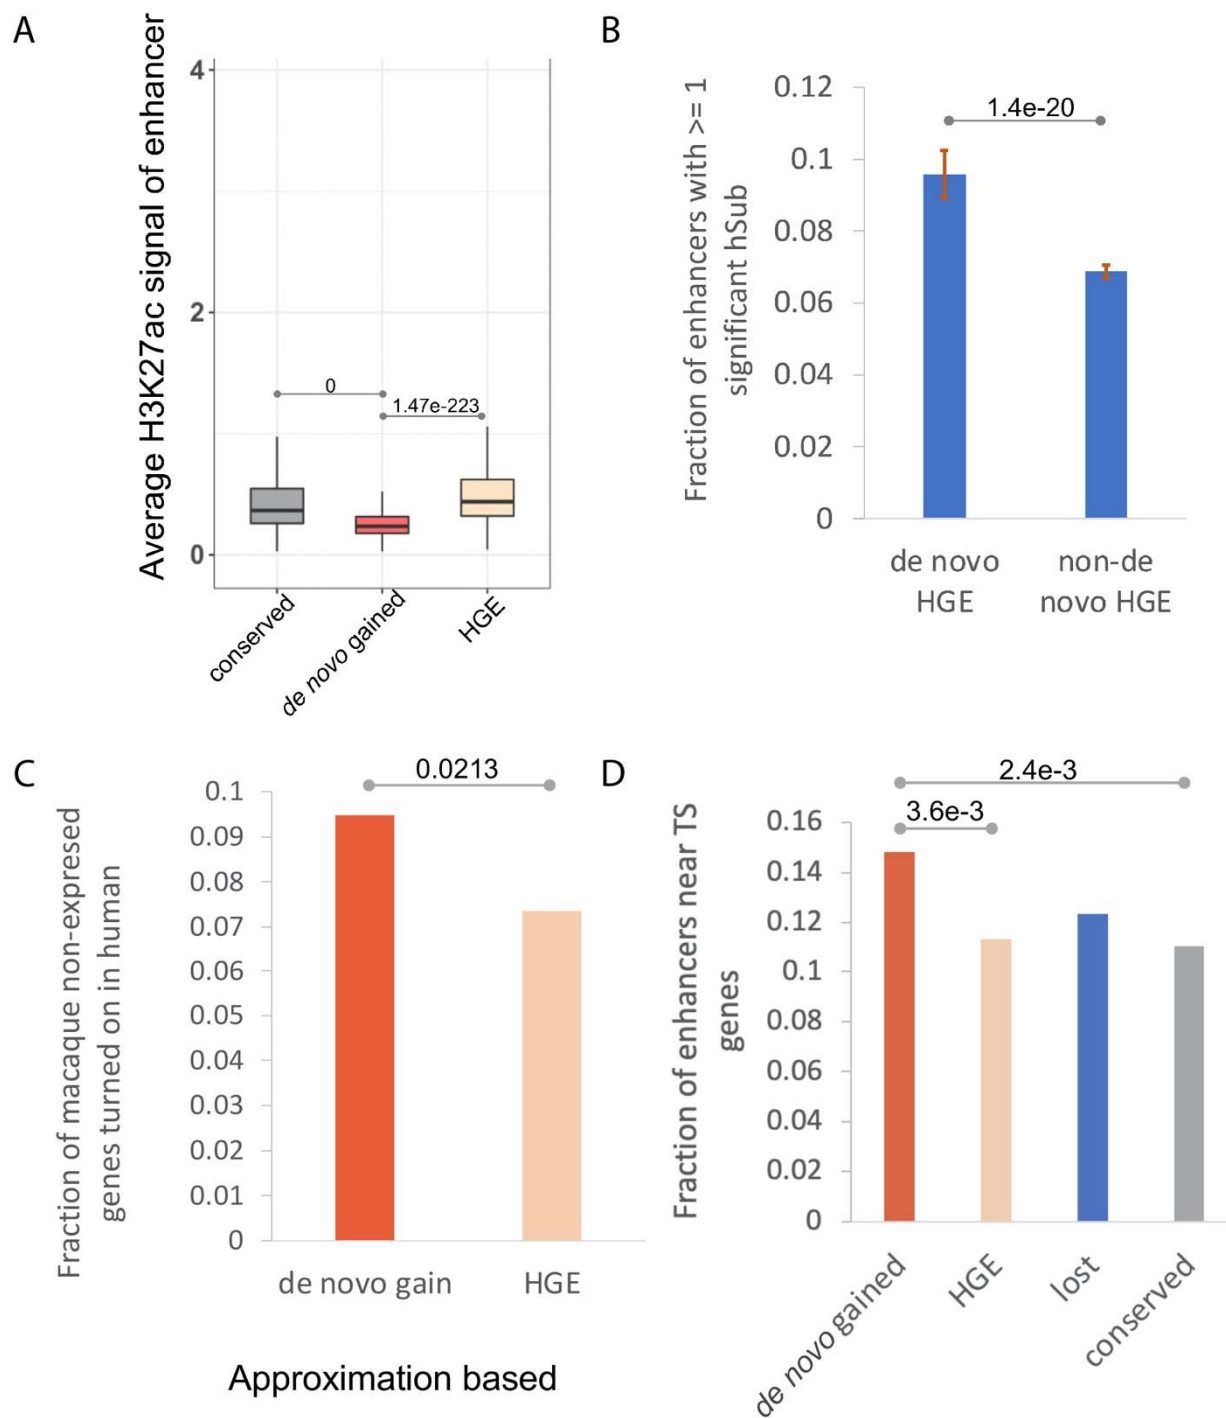 A
Average H3K27ac signal of enhancer
4
2
0
0
1.47e-223
conserved
de novo gained
HGE
B
Fraction of enhancers with >= 1
significant hSub
0.12
0.1
0.08
0.06
0.04
0.02
0
1.4e-20
de novo
HGE
non-de
novo HGE
C
Fraction of macaque non-expresed
genes turned on in human
0.1
0.09
0.08
0.07
0.06
0.05
0.04
0.03
0.02
0.01
0
0.0213
de novo gain
HGE
Approximation based
D
Fraction of enhancers near TS
genes
0.16
0.14
0.12
0.1
0.08
0.06
0.04
0.02
0
2.4e-3
3.6e-3
de novo gained
HGE
lost
conserved